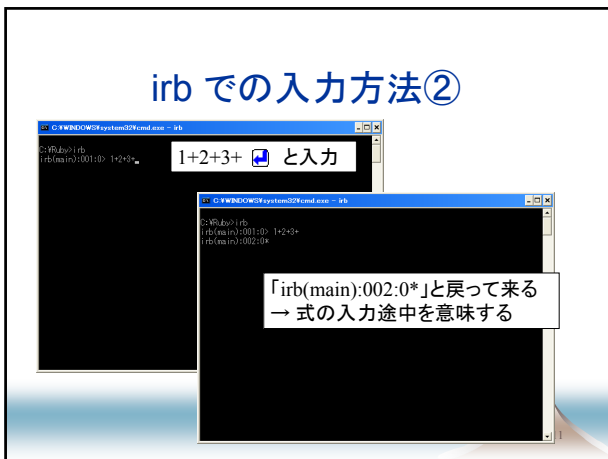 irb での入力方法②
C:¥WINDOWS¥system32¥cmd.exe - irb
C:¥Ruby>irb
irb(main):001:0> 1+2+3+_
1+2+3+ と入力
C:¥WINDOWS¥system32¥cmd.exe - irb
C:¥Ruby>irb
irb(main):001:0> 1+2+3+
irb(main):002:0*
「irb(main):002:0*」と戻って来る
→ 式の入力途中を意味する
1